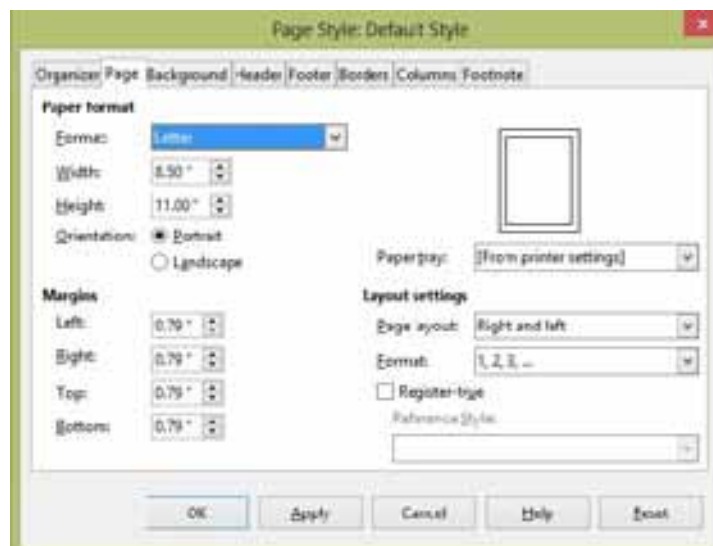 Page Style: Default Style
x
Organizer Page Background Header Footer Borders Columns Footnote
Paper format
Format: Letter
Width: 8.50 "
Height: 11.00 "
Orientation: Portrait
Landscape
Paper tray: [From printer settings]
Margins
Left: 0.79 "
Right: 0.79 "
Top: 0.79 "
Bottom: 0.79 "
Layout settings
Page layout: Right and left
Format: 1, 2, 3, ...
Register-true
Reference Style:
OK Apply Cancel Help Reset